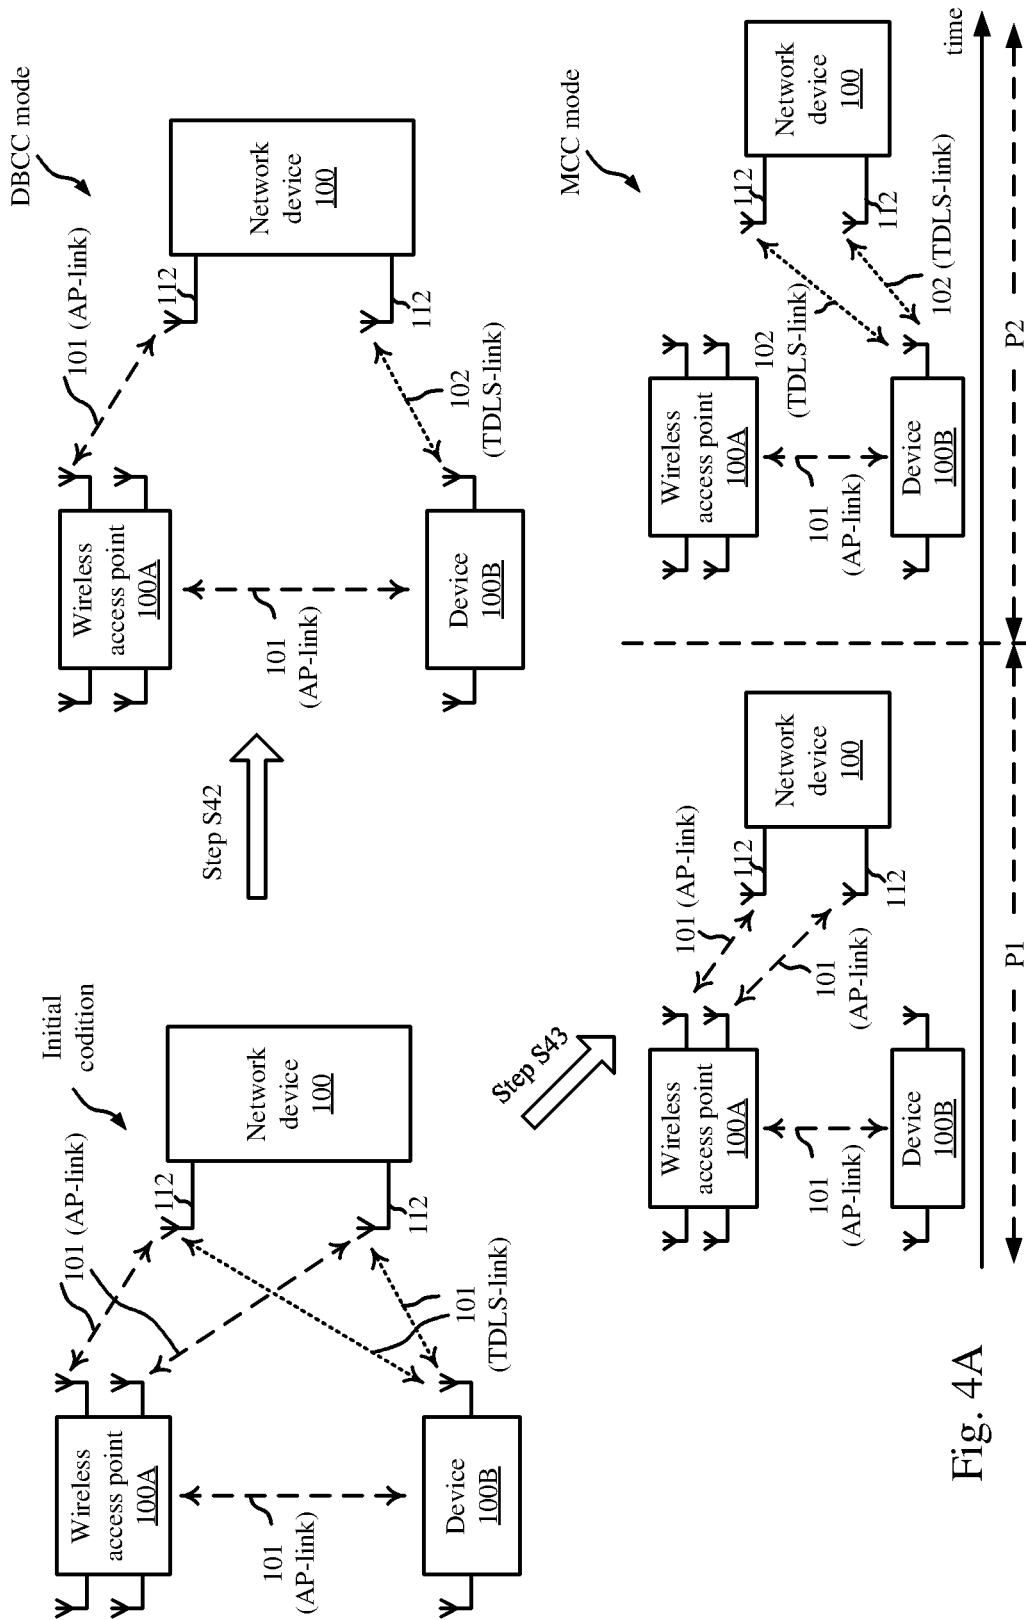 Initial
codition
101 (AP-link)
Wireless
access point
100A
112
Network
device
100
112
101
(AP-link)
101
(TDLS-link)
Device
100B
Step S42
DBCC mode
101 (AP-link)
Wireless
access point
100A
112
Network
device
100
112
101
(AP-link)
102
(TDLS-link)
Device
100B
Step S43
Wireless
access point
100A
101 (AP-link)
112
Network
device
100
112
101
(AP-link)
101
(AP-link)
Device
100B
P1
MCC mode
Wireless
access point
100A
102
(TDLS-link)
112
Network
device
100
112
102 (TDLS-link)
101
(AP-link)
Device
100B
time
P2
Fig. 4A